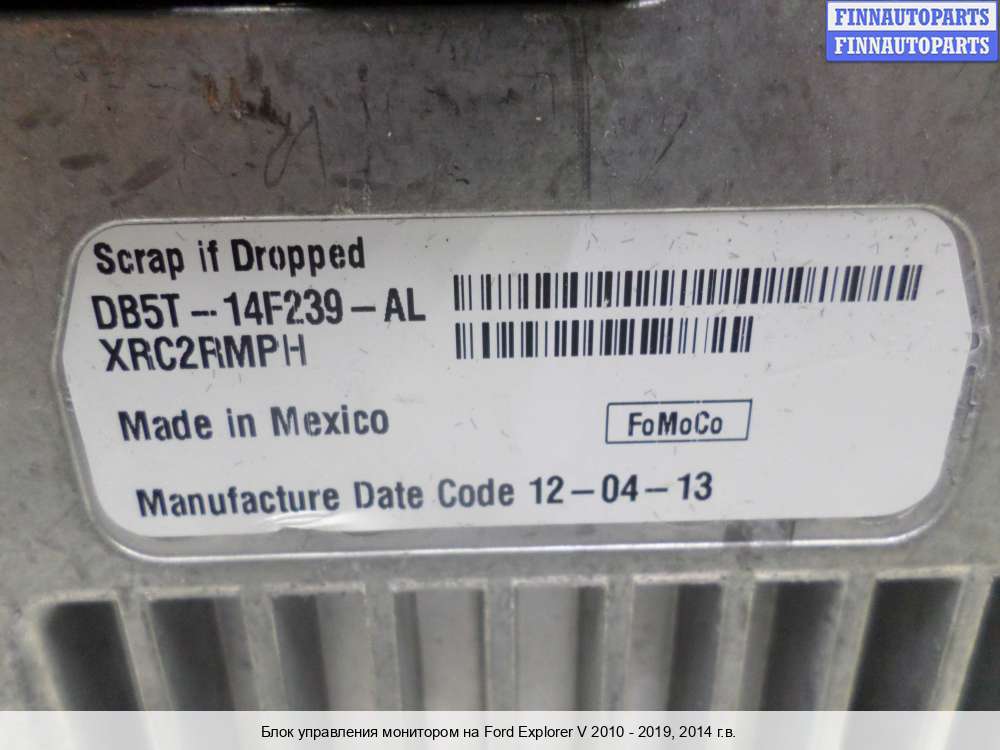 FINNAUTOPARTS
FINNAUTOPARTS
Scrap if Dropped
DB5T-14F239-AL
XRC2RMPH
Made in Mexico
FoMoCo
Manufacture Date Code 12-04-13
Блок управления монитором на Ford Explorer V 2010 - 2019, 2014 г.в.